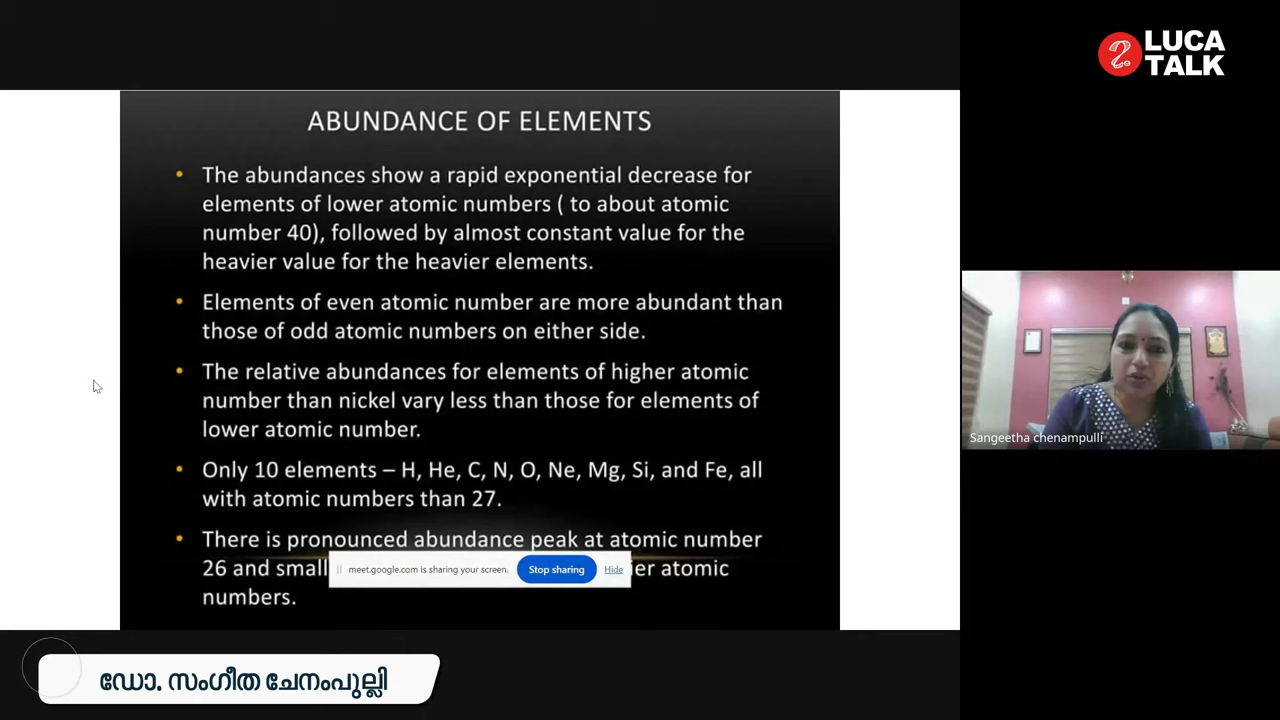 LUCA
TALK
ABUNDANCE OF ELEMENTS
• The abundances show a rapid exponential decrease for
elements of lower atomic numbers ( to about atomic
number 40), followed by almost constant value for the
heavier value for the heavier elements.
• Elements of even atomic number are more abundant than
those of odd atomic numbers on either side.
• The relative abundances for elements of higher atomic
number than nickel vary less than those for elements of
lower atomic number.
• Only 10 elements – H, He, C, N, O, Ne, Mg, Si, and Fe, all
with atomic numbers than 27.
• There is pronounced abundance peak at atomic number
26 and small
meet.google.com is sharing your screen. Stop sharing Hide
atomic
numbers.
Sangeetha chenampulli
ഡോ. സംഗീത ചേനംപുല്ലി